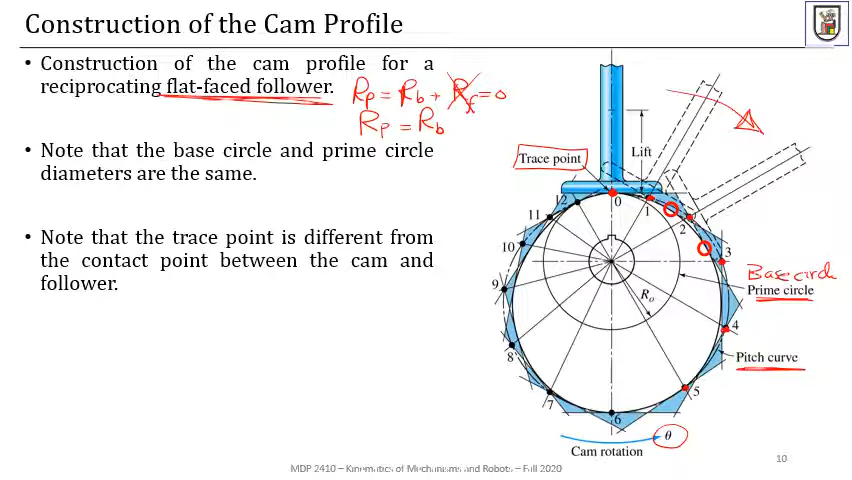 Construction of the Cam Profile
• Construction of the cam profile for a
reciprocating flat-faced follower.
Rp = Rb + Rf = 0
Rp = Rb
• Note that the base circle and prime circle
diameters are the same.
• Note that the trace point is different from
the contact point between the cam and
follower.
Trace point
Lift
0
1
2
3
4
5
6
7
8
9
10
11
12
Ro
Base circle
Prime circle
Pitch curve
θ
Cam rotation
MDP 2410 – Kinematics of Mechanisms and Robots – Fall 2020
10